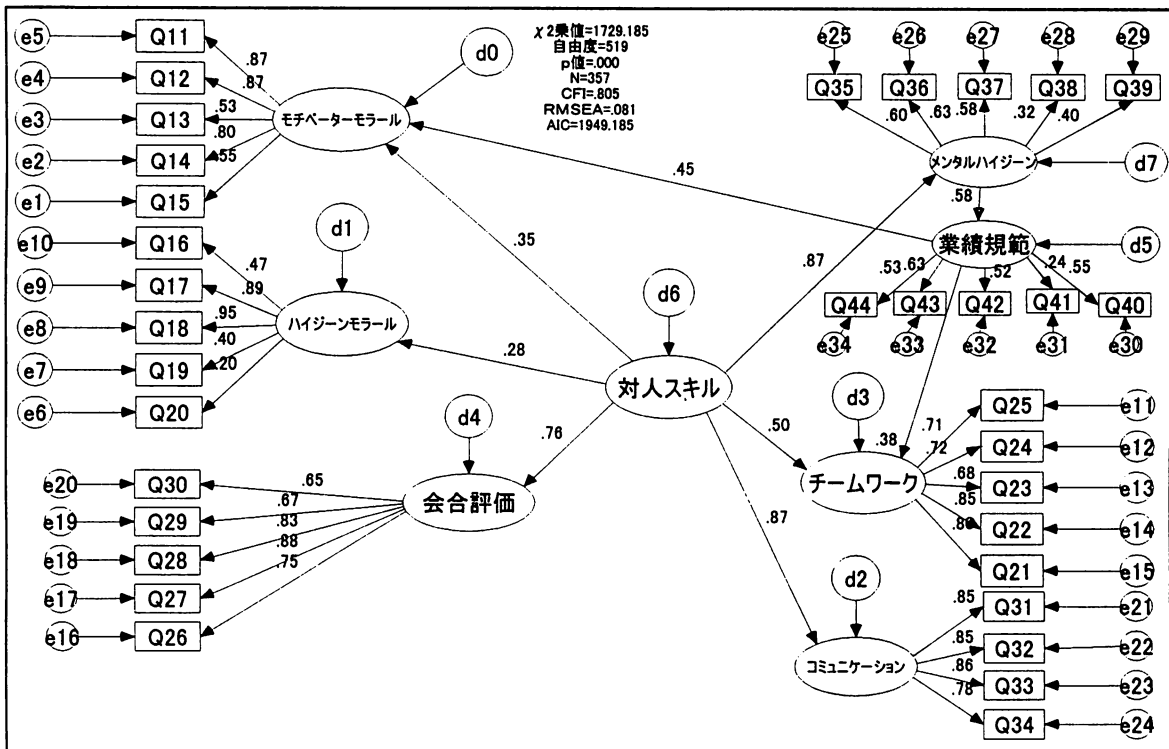 e5
Q11
e4
Q12
e3
Q13
e2
Q14
e1
Q15
.87
.87
.53
.80
.55
モチベーターモラール
d0
χ2乗値=1729.185
自由度=519
p値=.000
N=357
CFI=.805
RMSEA=.081
AIC=1949.185
e25
e26
e27
e28
e29
Q35
Q36
Q37
Q38
Q39
.60
.63
.58
.32
.40
メンタルハイジーン
d7
.58
業績規範
d5
.53
.63
.52
.24
.55
Q44
Q43
Q42
Q41
Q40
e34
e33
e32
e31
e30
.45
.35
.87
e10
Q16
e9
Q17
e8
Q18
e7
Q19
e6
Q20
.47
.89
.95
.40
.20
ハイジーンモラール
d1
.28
d6
対人スキル
.76
.50
.87
d4
会合評価
e20
Q30
e19
Q29
e18
Q28
e17
Q27
e16
Q26
.65
.67
.83
.88
.75
d3
.38
チームワーク
.71
.72
.68
.85
Q25
e11
Q24
e12
Q23
e13
Q22
e14
Q21
e15
d2
コミュニケーション
.85
.85
.86
.78
Q31
e21
Q32
e22
Q33
e23
Q34
e24